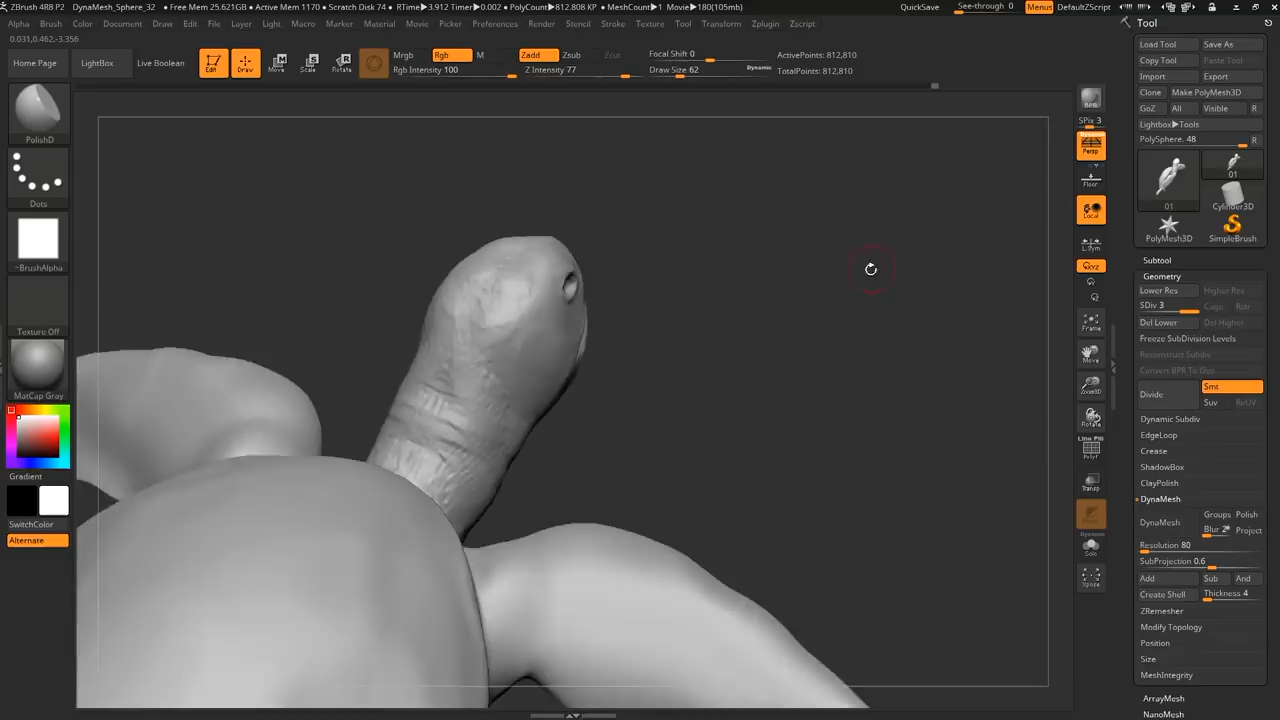 ZBrush 4R8 P2 DynaMesh_Sphere_32 • Free Mem 25.621GB • Active Mem 1170 • Scratch Disk 74 • RTime▶3.912 Timer▶0.002 • PolyCount▶812.808 KP • MeshCount▶1 Movie▶180(105mb) QuickSave See-through 0 Menus DefaultZScript
Alpha Brush Color Document Draw Edit File Layer Light Macro Marker Material Movie Picker Preferences Render Stencil Stroke Texture Tool Transform Zplugin Zscript
Tool
0.031,0.462,-3.356
Home Page LightBox Live Boolean Edit Draw Move Scale Rotate
Mrgb Rgb M
Rgb Intensity 100
Zadd Zsub Zcut
Z Intensity 77
Focal Shift 0
Draw Size 62 Dynamic
ActivePoints: 812,810
TotalPoints: 812,810
PolishD
Dots
~BrushAlpha
Texture Off
MatCap Gray
Gradient
SwitchColor
Alternate
BPR
SPix 3
Dynamic
Persp
Floor
Local
L.Sym
XYZ
Frame
Move
Zoom3D
Rotate
Line Fill
PolyF
Transp
Dynamic
Solo
Xpose
Load Tool Save As
Copy Tool Paste Tool
Import Export
Clone Make PolyMesh3D
GoZ All Visible R
Lightbox▶Tools
PolySphere. 48 R
01
01
Cylinder3D
PolyMesh3D SimpleBrush
Subtool
Geometry
Lower Res Higher Res
SDiv 3 Cage Rstr
Del Lower Del Higher
Freeze SubDivision Levels
Reconstruct Subdiv
Convert BPR To Geo
Divide Smt
Suv ReUV
Dynamic Subdiv
EdgeLoop
Crease
ShadowBox
ClayPolish
DynaMesh
DynaMesh Groups Polish
Blur 2 Project
Resolution 80
SubProjection 0.6
Add Sub And
Create Shell Thickness 4
ZRemesher
Modify Topology
Position
Size
MeshIntegrity
ArrayMesh
NanoMesh